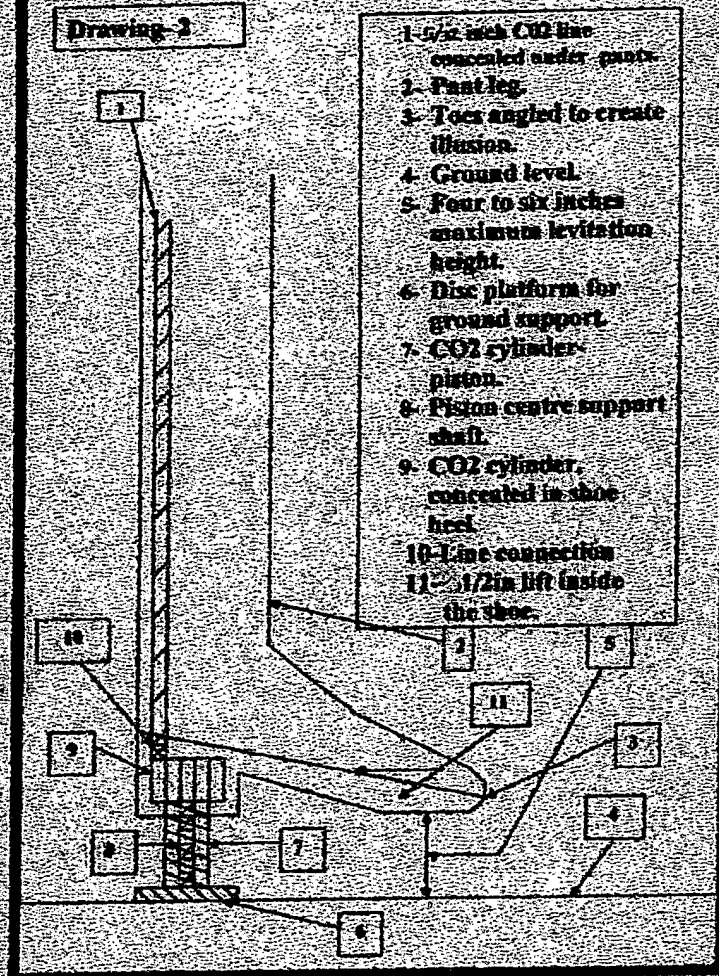 Drawing-2
1-5/32 inch CO2 line
concealed under pants.
2- Pant leg.
3- Toes angled to create
illusion.
4- Ground level.
5- Four to six inches
maximum levitation
height.
6- Disc platform for
ground support.
7- CO2 cylinder-
piston.
8- Piston centre support
shaft.
9- CO2 cylinder,
concealed in shoe
heel.
10-Line connection
11- 1/2in lift inside
the shoe.
1
10
2
5
11
9
3
4
8
7
6